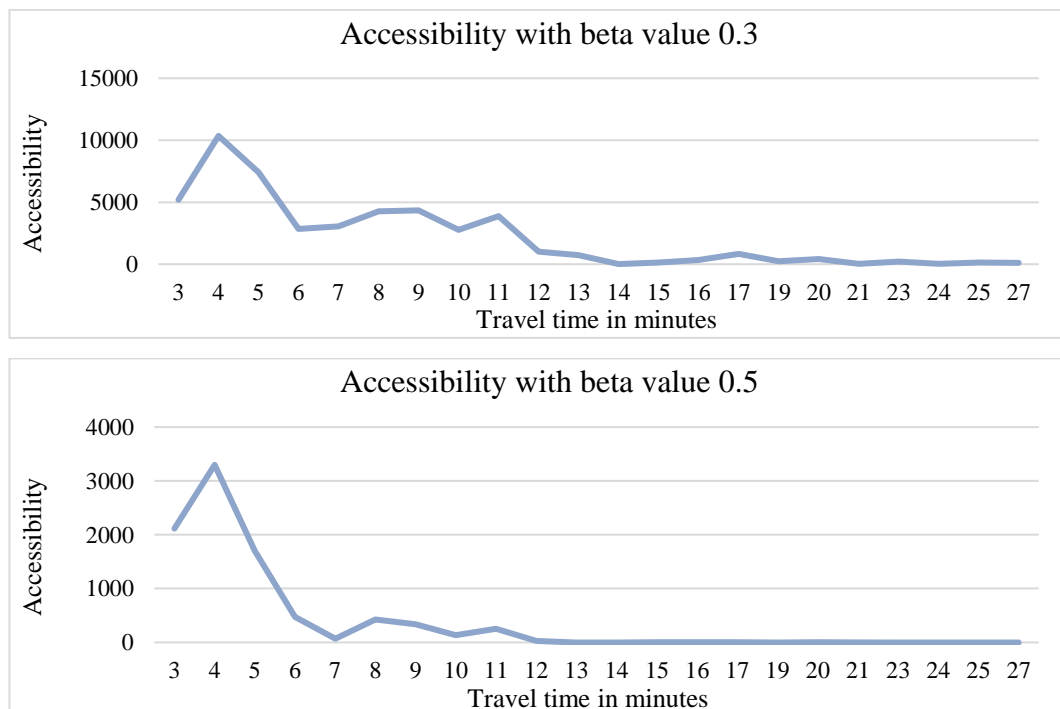 Accessibility with beta value 0.3
Accessibility
15000
10000
5000
0
3 4 5 6 7 8 9 10 11 12 13 14 15 16 17 19 20 21 23 24 25 27
Travel time in minutes
Accessibility with beta value 0.5
Accessibility
4000
3000
2000
1000
0
3 4 5 6 7 8 9 10 11 12 13 14 15 16 17 19 20 21 23 24 25 27
Travel time in minutes